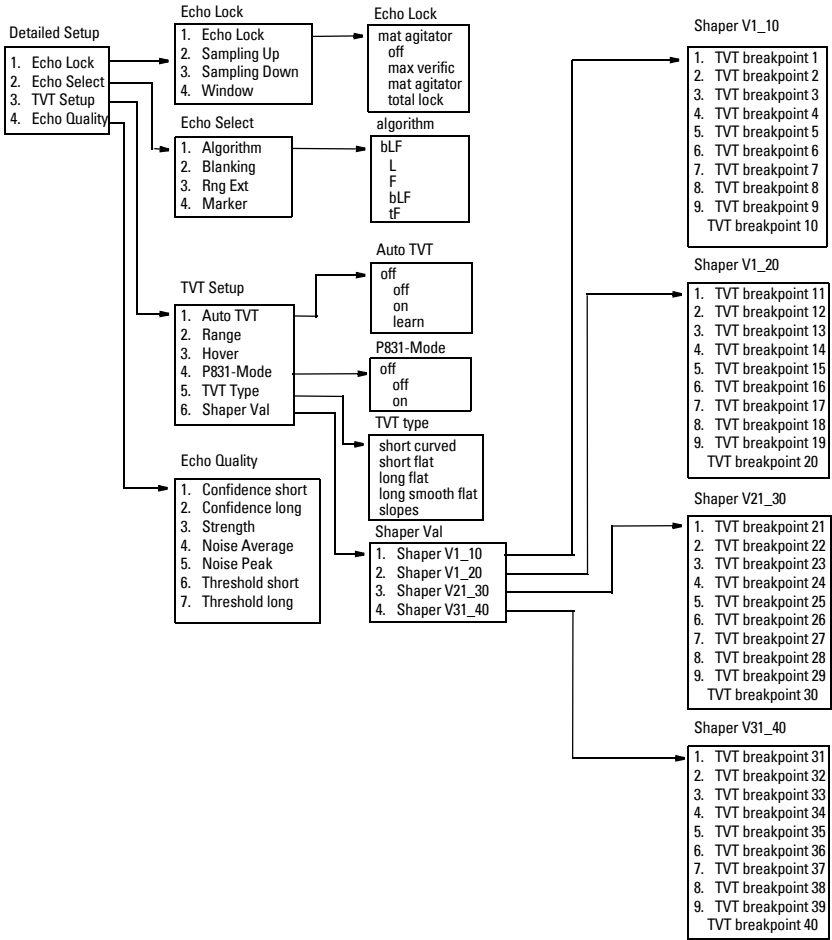 Detailed Setup
1. Echo Lock
2. Echo Select
3. TVT Setup
4. Echo Quality
Echo Lock
1. Echo Lock
2. Sampling Up
3. Sampling Down
4. Window
Echo Lock
mat agitator
off
max verific
mat agitator
total lock
Echo Select
1. Algorithm
2. Blanking
3. Rng Ext
4. Marker
algorithm
bLF
L
F
bLF
tF
TVT Setup
1. Auto TVT
2. Range
3. Hover
4. P831-Mode
5. TVT Type
6. Shaper Val
Auto TVT
off
off
on
learn
P831-Mode
off
off
on
TVT type
short curved
short flat
long flat
long smooth flat
slopes
Echo Quality
1. Confidence short
2. Confidence long
3. Strength
4. Noise Average
5. Noise Peak
6. Threshold short
7. Threshold long
Shaper Val
1. Shaper V1_10
2. Shaper V1_20
3. Shaper V21_30
4. Shaper V31_40
Shaper V1_10
1. TVT breakpoint 1
2. TVT breakpoint 2
3. TVT breakpoint 3
4. TVT breakpoint 4
5. TVT breakpoint 5
6. TVT breakpoint 6
7. TVT breakpoint 7
8. TVT breakpoint 8
9. TVT breakpoint 9
TVT breakpoint 10
Shaper V1_20
1. TVT breakpoint 11
2. TVT breakpoint 12
3. TVT breakpoint 13
4. TVT breakpoint 14
5. TVT breakpoint 15
6. TVT breakpoint 16
7. TVT breakpoint 17
8. TVT breakpoint 18
9. TVT breakpoint 19
TVT breakpoint 20
Shaper V21_30
1. TVT breakpoint 21
2. TVT breakpoint 22
3. TVT breakpoint 23
4. TVT breakpoint 24
5. TVT breakpoint 25
6. TVT breakpoint 26
7. TVT breakpoint 27
8. TVT breakpoint 28
9. TVT breakpoint 29
TVT breakpoint 30
Shaper V31_40
1. TVT breakpoint 31
2. TVT breakpoint 32
3. TVT breakpoint 33
4. TVT breakpoint 34
5. TVT breakpoint 35
6. TVT breakpoint 36
7. TVT breakpoint 37
8. TVT breakpoint 38
9. TVT breakpoint 39
TVT breakpoint 40